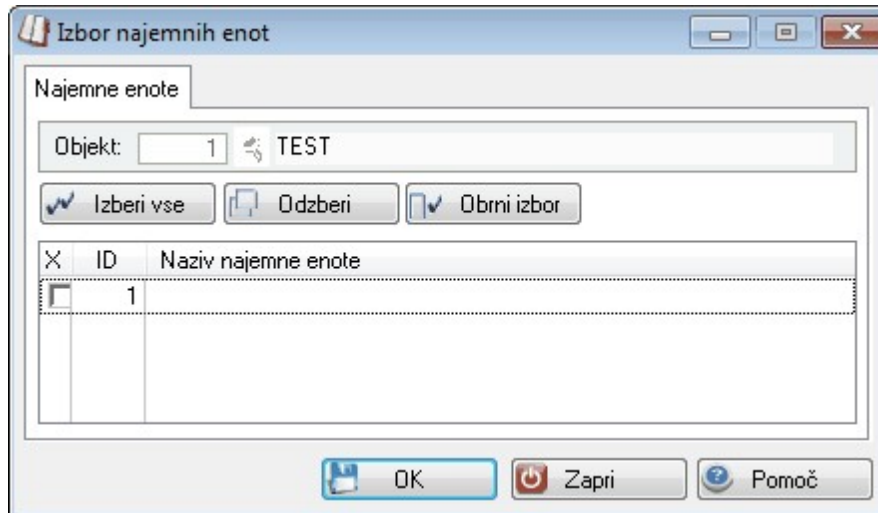 Izbor najemnih enot
Najemne enote
Objekt: 1 TEST
Izberi vse Odzberi Obrni izbor
X ID Naziv najemne enote
1
OK Zapri Pomoč